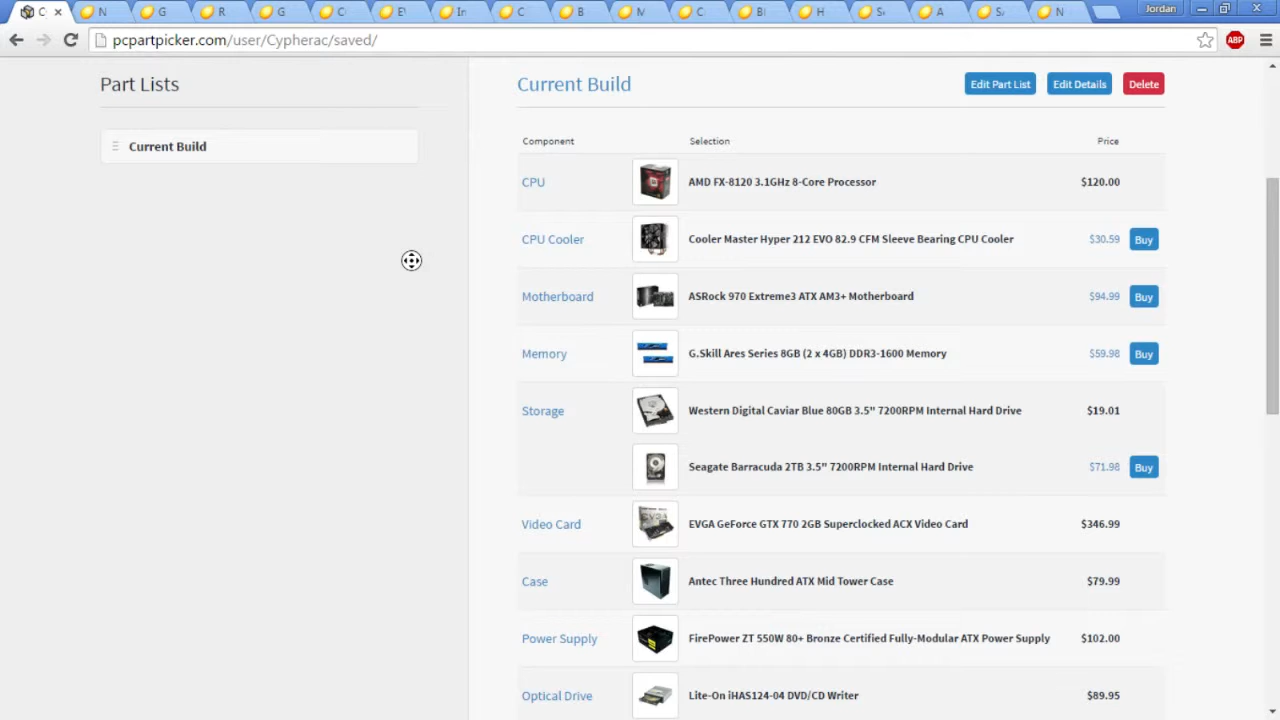 C
N
G
R
G
C
E
In
C
B
M
C
Bi
H
S
A
S
N
Jordan
pcpartpicker.com/user/Cypherac/saved/
ABP
Part Lists
Current Build
Current Build
Edit Part List
Edit Details
Delete
Component Selection Price
CPU AMD FX-8120 3.1GHz 8-Core Processor $120.00
CPU Cooler Cooler Master Hyper 212 EVO 82.9 CFM Sleeve Bearing CPU Cooler $30.59 Buy
Motherboard ASRock 970 Extreme3 ATX AM3+ Motherboard $94.99 Buy
Memory G.Skill Ares Series 8GB (2 x 4GB) DDR3-1600 Memory $59.98 Buy
Storage Western Digital Caviar Blue 80GB 3.5" 7200RPM Internal Hard Drive $19.01
Seagate Barracuda 2TB 3.5" 7200RPM Internal Hard Drive $71.98 Buy
Video Card EVGA GeForce GTX 770 2GB Superclocked ACX Video Card $346.99
Case Antec Three Hundred ATX Mid Tower Case $79.99
Power Supply FirePower ZT 550W 80+ Bronze Certified Fully-Modular ATX Power Supply $102.00
Optical Drive Lite-On iHAS124-04 DVD/CD Writer $89.95